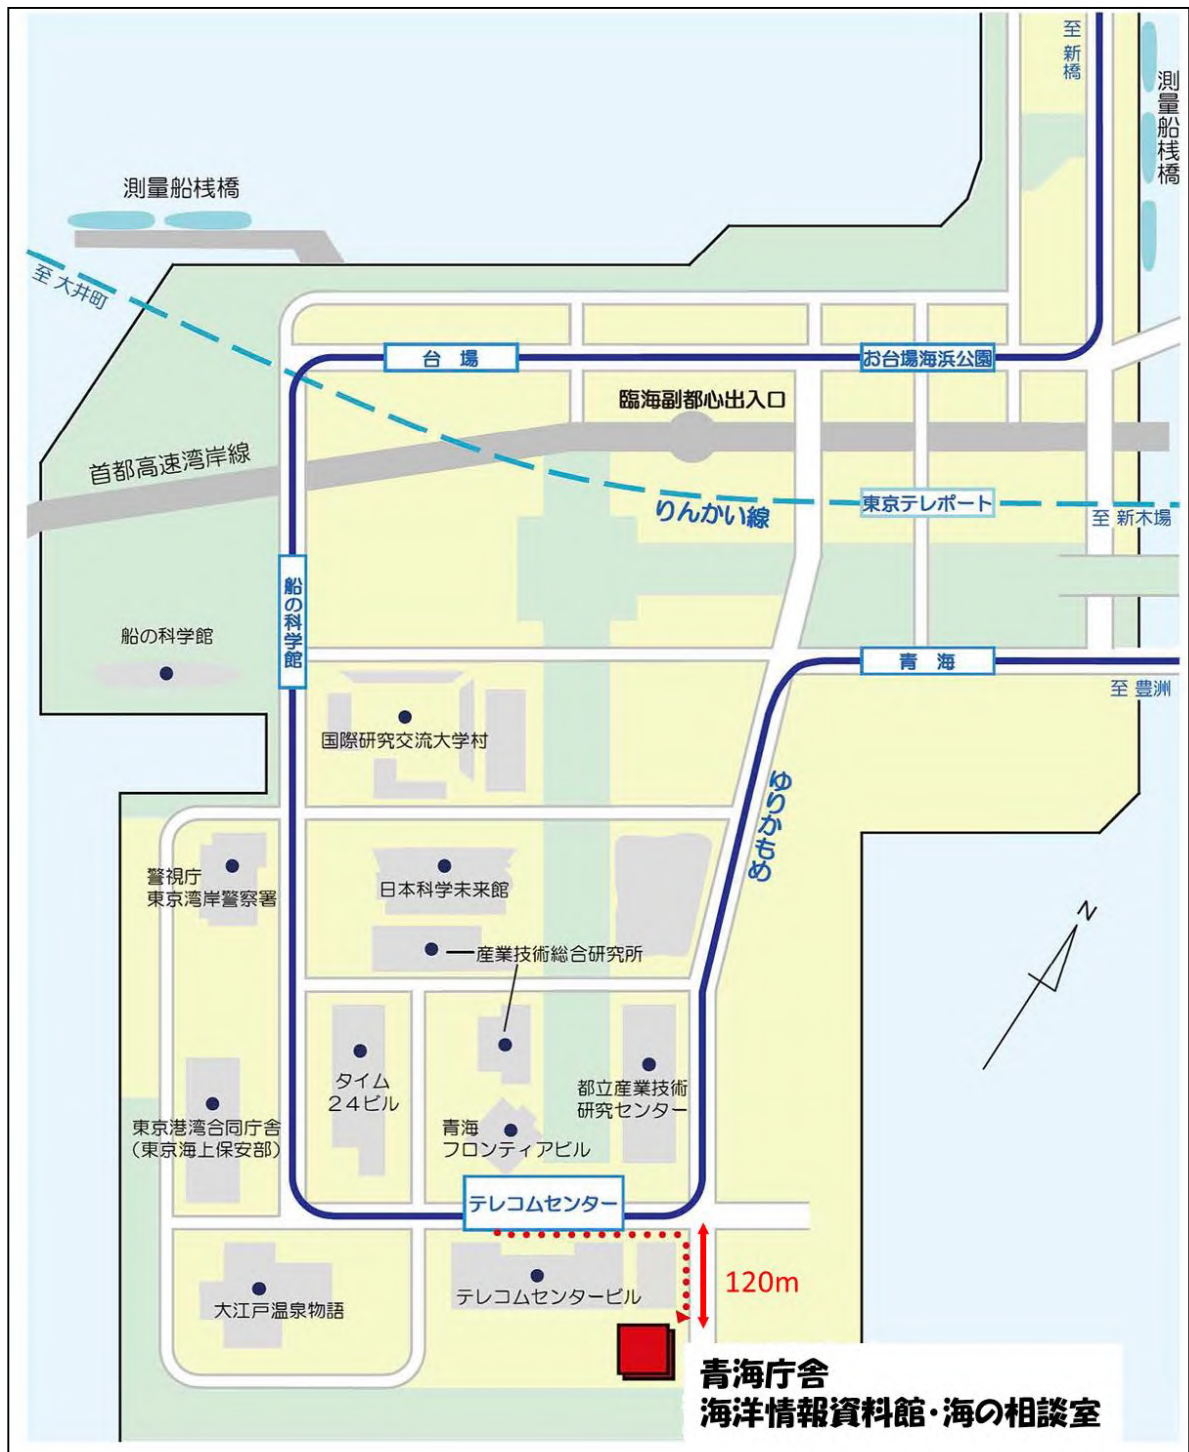 至 新橋
測量船桟橋
測量船桟橋
至 大井町
台 場
お台場海浜公園
臨海副都心出入口
首都高速湾岸線
りんかい線
東京テレポート
至 新木場
船の科学館
船の科学館
青 海
至 豊洲
国際研究交流大学村
ゆりかもめ
警視庁
東京湾岸警察署
日本科学未来館
産業技術総合研究所
N
タイム
24ビル
都立産業技術
研究センター
東京港湾合同庁舎
(東京海上保安部)
青海
フロンティアビル
テレコムセンター
120m
テレコムセンタービル
大江戸温泉物語
青海庁舎
海洋情報資料館・海の相談室